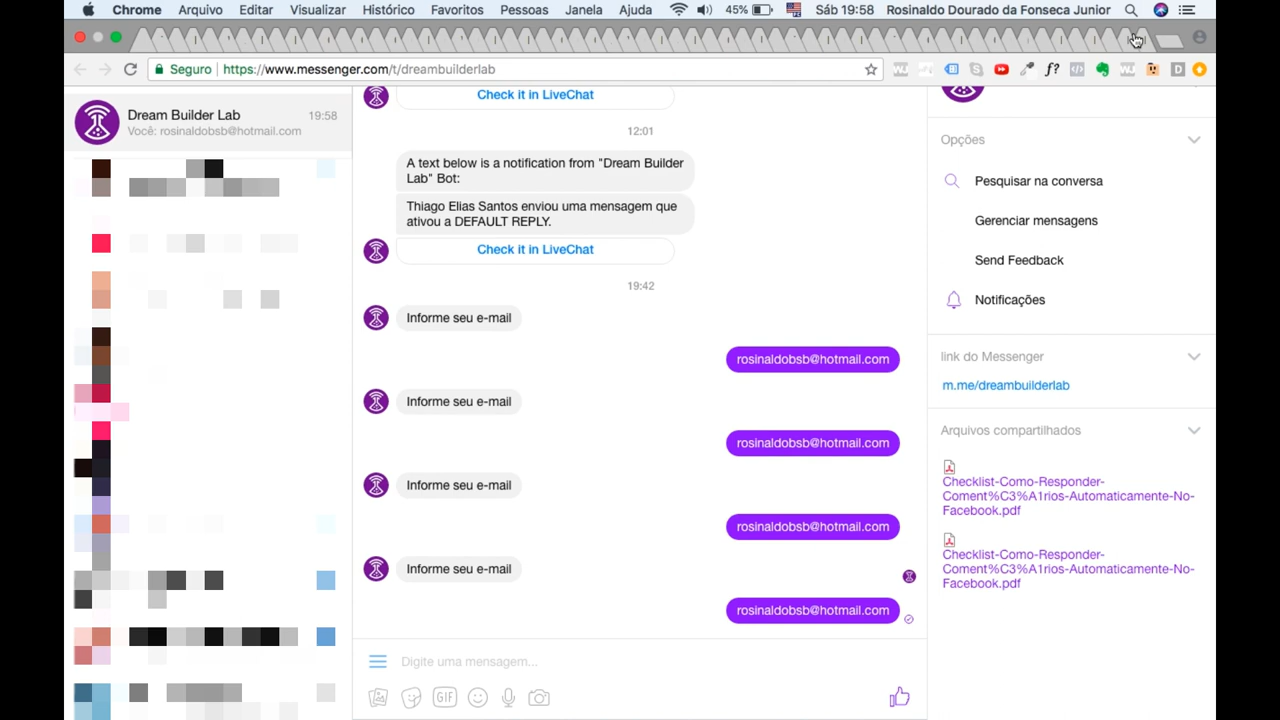 Chrome Arquivo Editar Visualizar Histórico Favoritos Pessoas Janela Ajuda 45% Sáb 19:58 Rosinaldo Dourado da Fonseca Junior
Seguro https://www.messenger.com/t/dreambuilderlab
Dream Builder Lab 19:58
Você: rosinaldobsb@hotmail.com
Check it in LiveChat
12:01
A text below is a notification from "Dream Builder
Lab" Bot:
Thiago Elias Santos enviou uma mensagem que
ativou a DEFAULT REPLY.
Check it in LiveChat
19:42
Informe seu e-mail
rosinaldobsb@hotmail.com
Informe seu e-mail
rosinaldobsb@hotmail.com
Informe seu e-mail
rosinaldobsb@hotmail.com
Informe seu e-mail
rosinaldobsb@hotmail.com
Digite uma mensagem...
GIF
Opções
Pesquisar na conversa
Gerenciar mensagens
Send Feedback
Notificações
link do Messenger
m.me/dreambuilderlab
Arquivos compartilhados
Checklist-Como-Responder-
Coment%C3%A1rios-Automaticamente-No-
Facebook.pdf
Checklist-Como-Responder-
Coment%C3%A1rios-Automaticamente-No-
Facebook.pdf